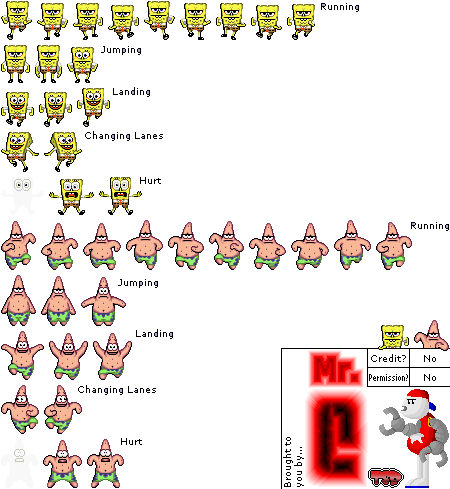 Running
Jumping
Landing
Changing Lanes
Hurt
Running
Jumping
Landing
Changing Lanes
Hurt
Credit? No
Permission? No
Mr.
C
Brought to
you by...